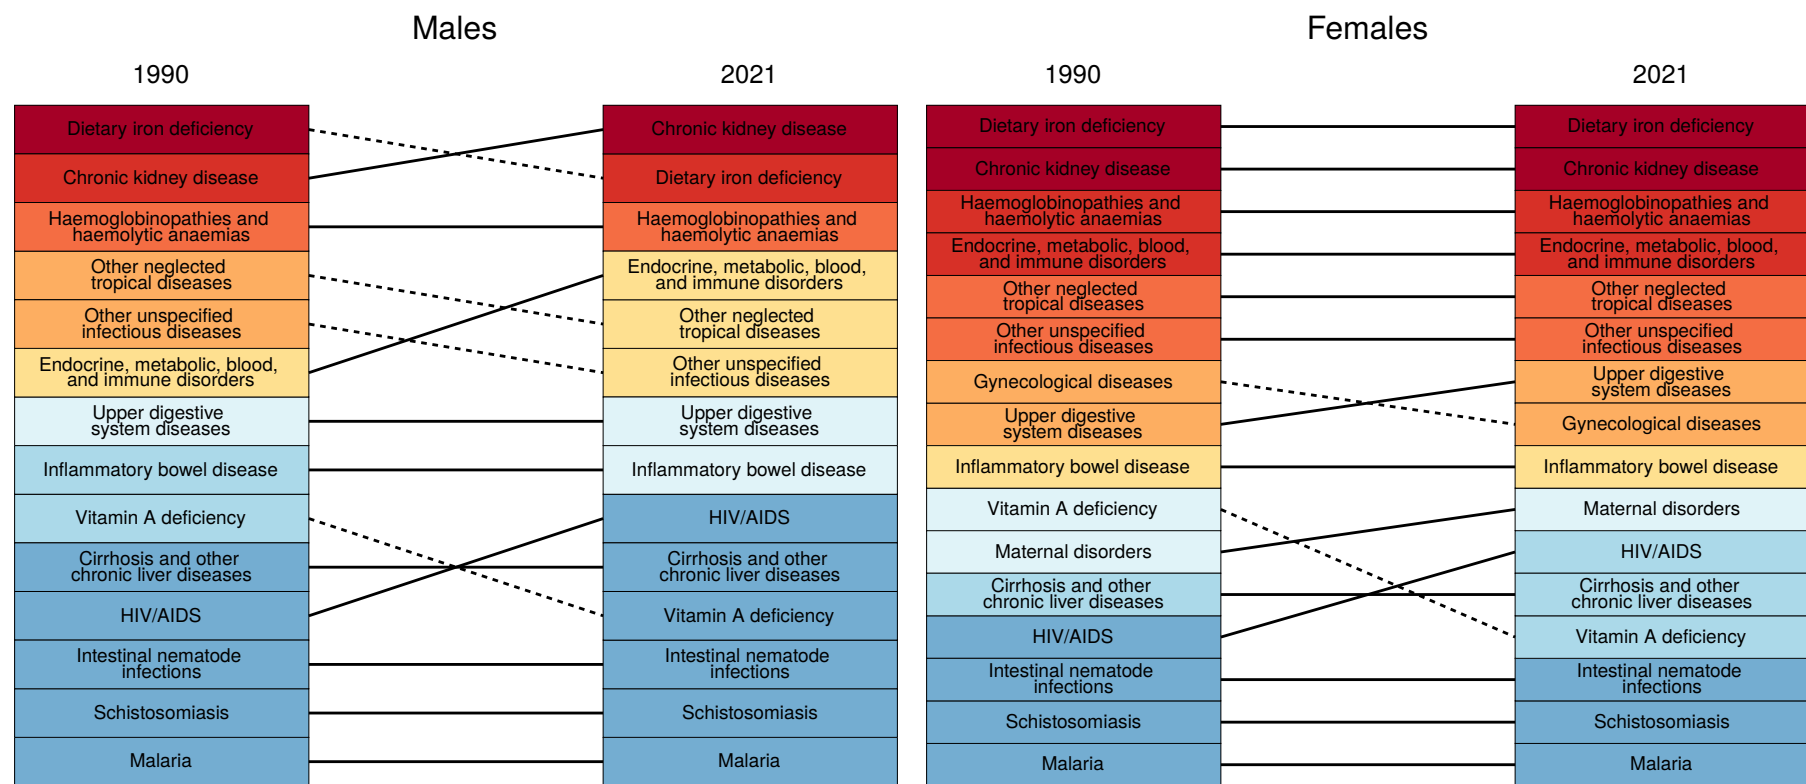 Males
1990
2021
Dietary iron deficiency
Chronic kidney disease
Haemoglobinopathies and
haemolytic anaemias
Other neglected
tropical diseases
Other unspecified
infectious diseases
Endocrine, metabolic, blood,
and immune disorders
Upper digestive
system diseases
Inflammatory bowel disease
Vitamin A deficiency
Cirrhosis and other
chronic liver diseases
HIV/AIDS
Intestinal nematode
infections
Schistosomiasis
Malaria
Chronic kidney disease
Dietary iron deficiency
Haemoglobinopathies and
haemolytic anaemias
Endocrine, metabolic, blood,
and immune disorders
Other neglected
tropical diseases
Other unspecified
infectious diseases
Upper digestive
system diseases
Inflammatory bowel disease
HIV/AIDS
Cirrhosis and other
chronic liver diseases
Vitamin A deficiency
Intestinal nematode
infections
Schistosomiasis
Malaria
Females
1990
2021
Dietary iron deficiency
Chronic kidney disease
Haemoglobinopathies and
haemolytic anaemias
Endocrine, metabolic, blood,
and immune disorders
Other neglected
tropical diseases
Other unspecified
infectious diseases
Gynecological diseases
Upper digestive
system diseases
Inflammatory bowel disease
Vitamin A deficiency
Maternal disorders
Cirrhosis and other
chronic liver diseases
HIV/AIDS
Intestinal nematode
infections
Schistosomiasis
Malaria
Dietary iron deficiency
Chronic kidney disease
Haemoglobinopathies and
haemolytic anaemias
Endocrine, metabolic, blood,
and immune disorders
Other neglected
tropical diseases
Other unspecified
infectious diseases
Upper digestive
system diseases
Gynecological diseases
Inflammatory bowel disease
Maternal disorders
HIV/AIDS
Cirrhosis and other
chronic liver diseases
Vitamin A deficiency
Intestinal nematode
infections
Schistosomiasis
Malaria